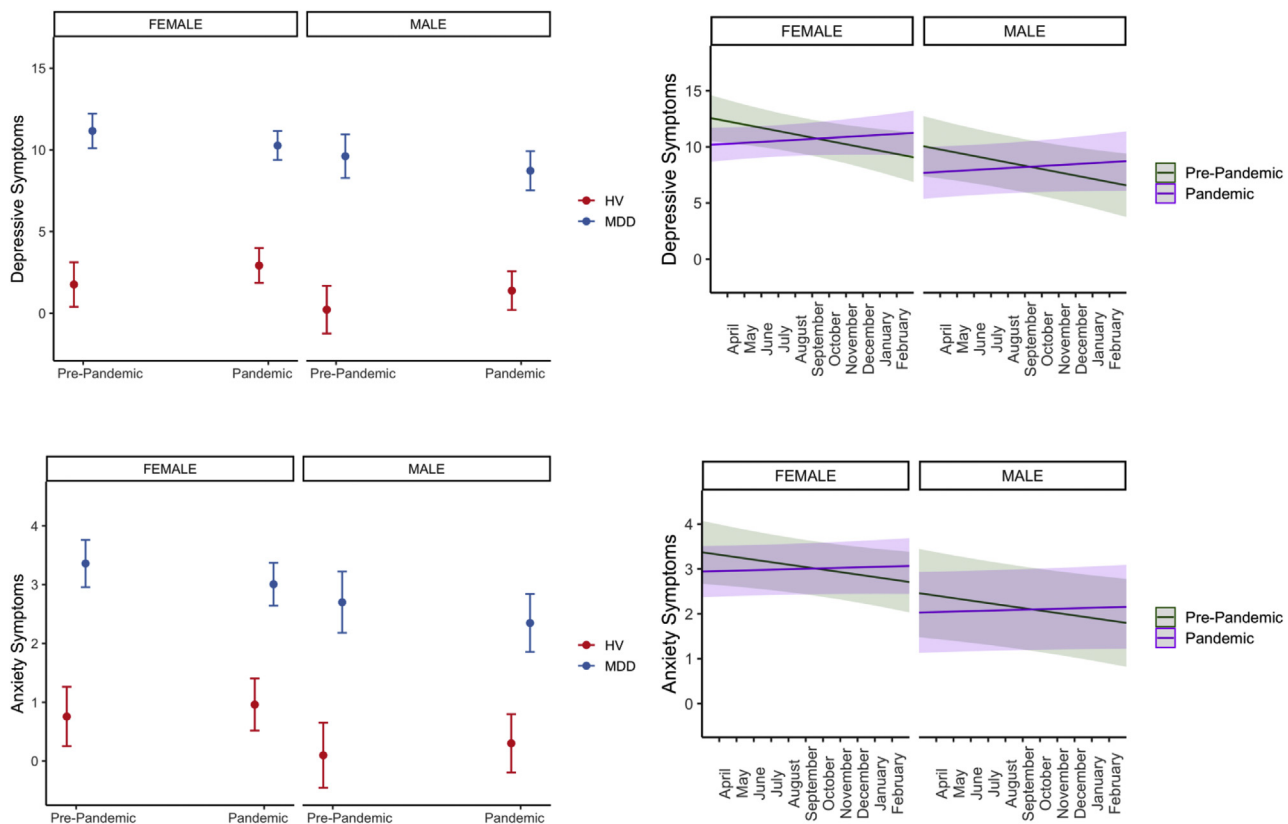 FEMALE MALE
Depressive Symptoms
15
10
5
0
Pre-Pandemic Pandemic Pre-Pandemic Pandemic
HV
MDD
FEMALE MALE
Depressive Symptoms
15
10
5
0
April May June July August September October November December January February April May June July August September October November December January February
Pre-Pandemic
Pandemic
FEMALE MALE
Anxiety Symptoms
4
3
2
1
0
Pre-Pandemic Pandemic Pre-Pandemic Pandemic
HV
MDD
FEMALE MALE
Anxiety Symptoms
4
3
2
1
0
April May June July August September October November December January February April May June July August September October November December January February
Pre-Pandemic
Pandemic